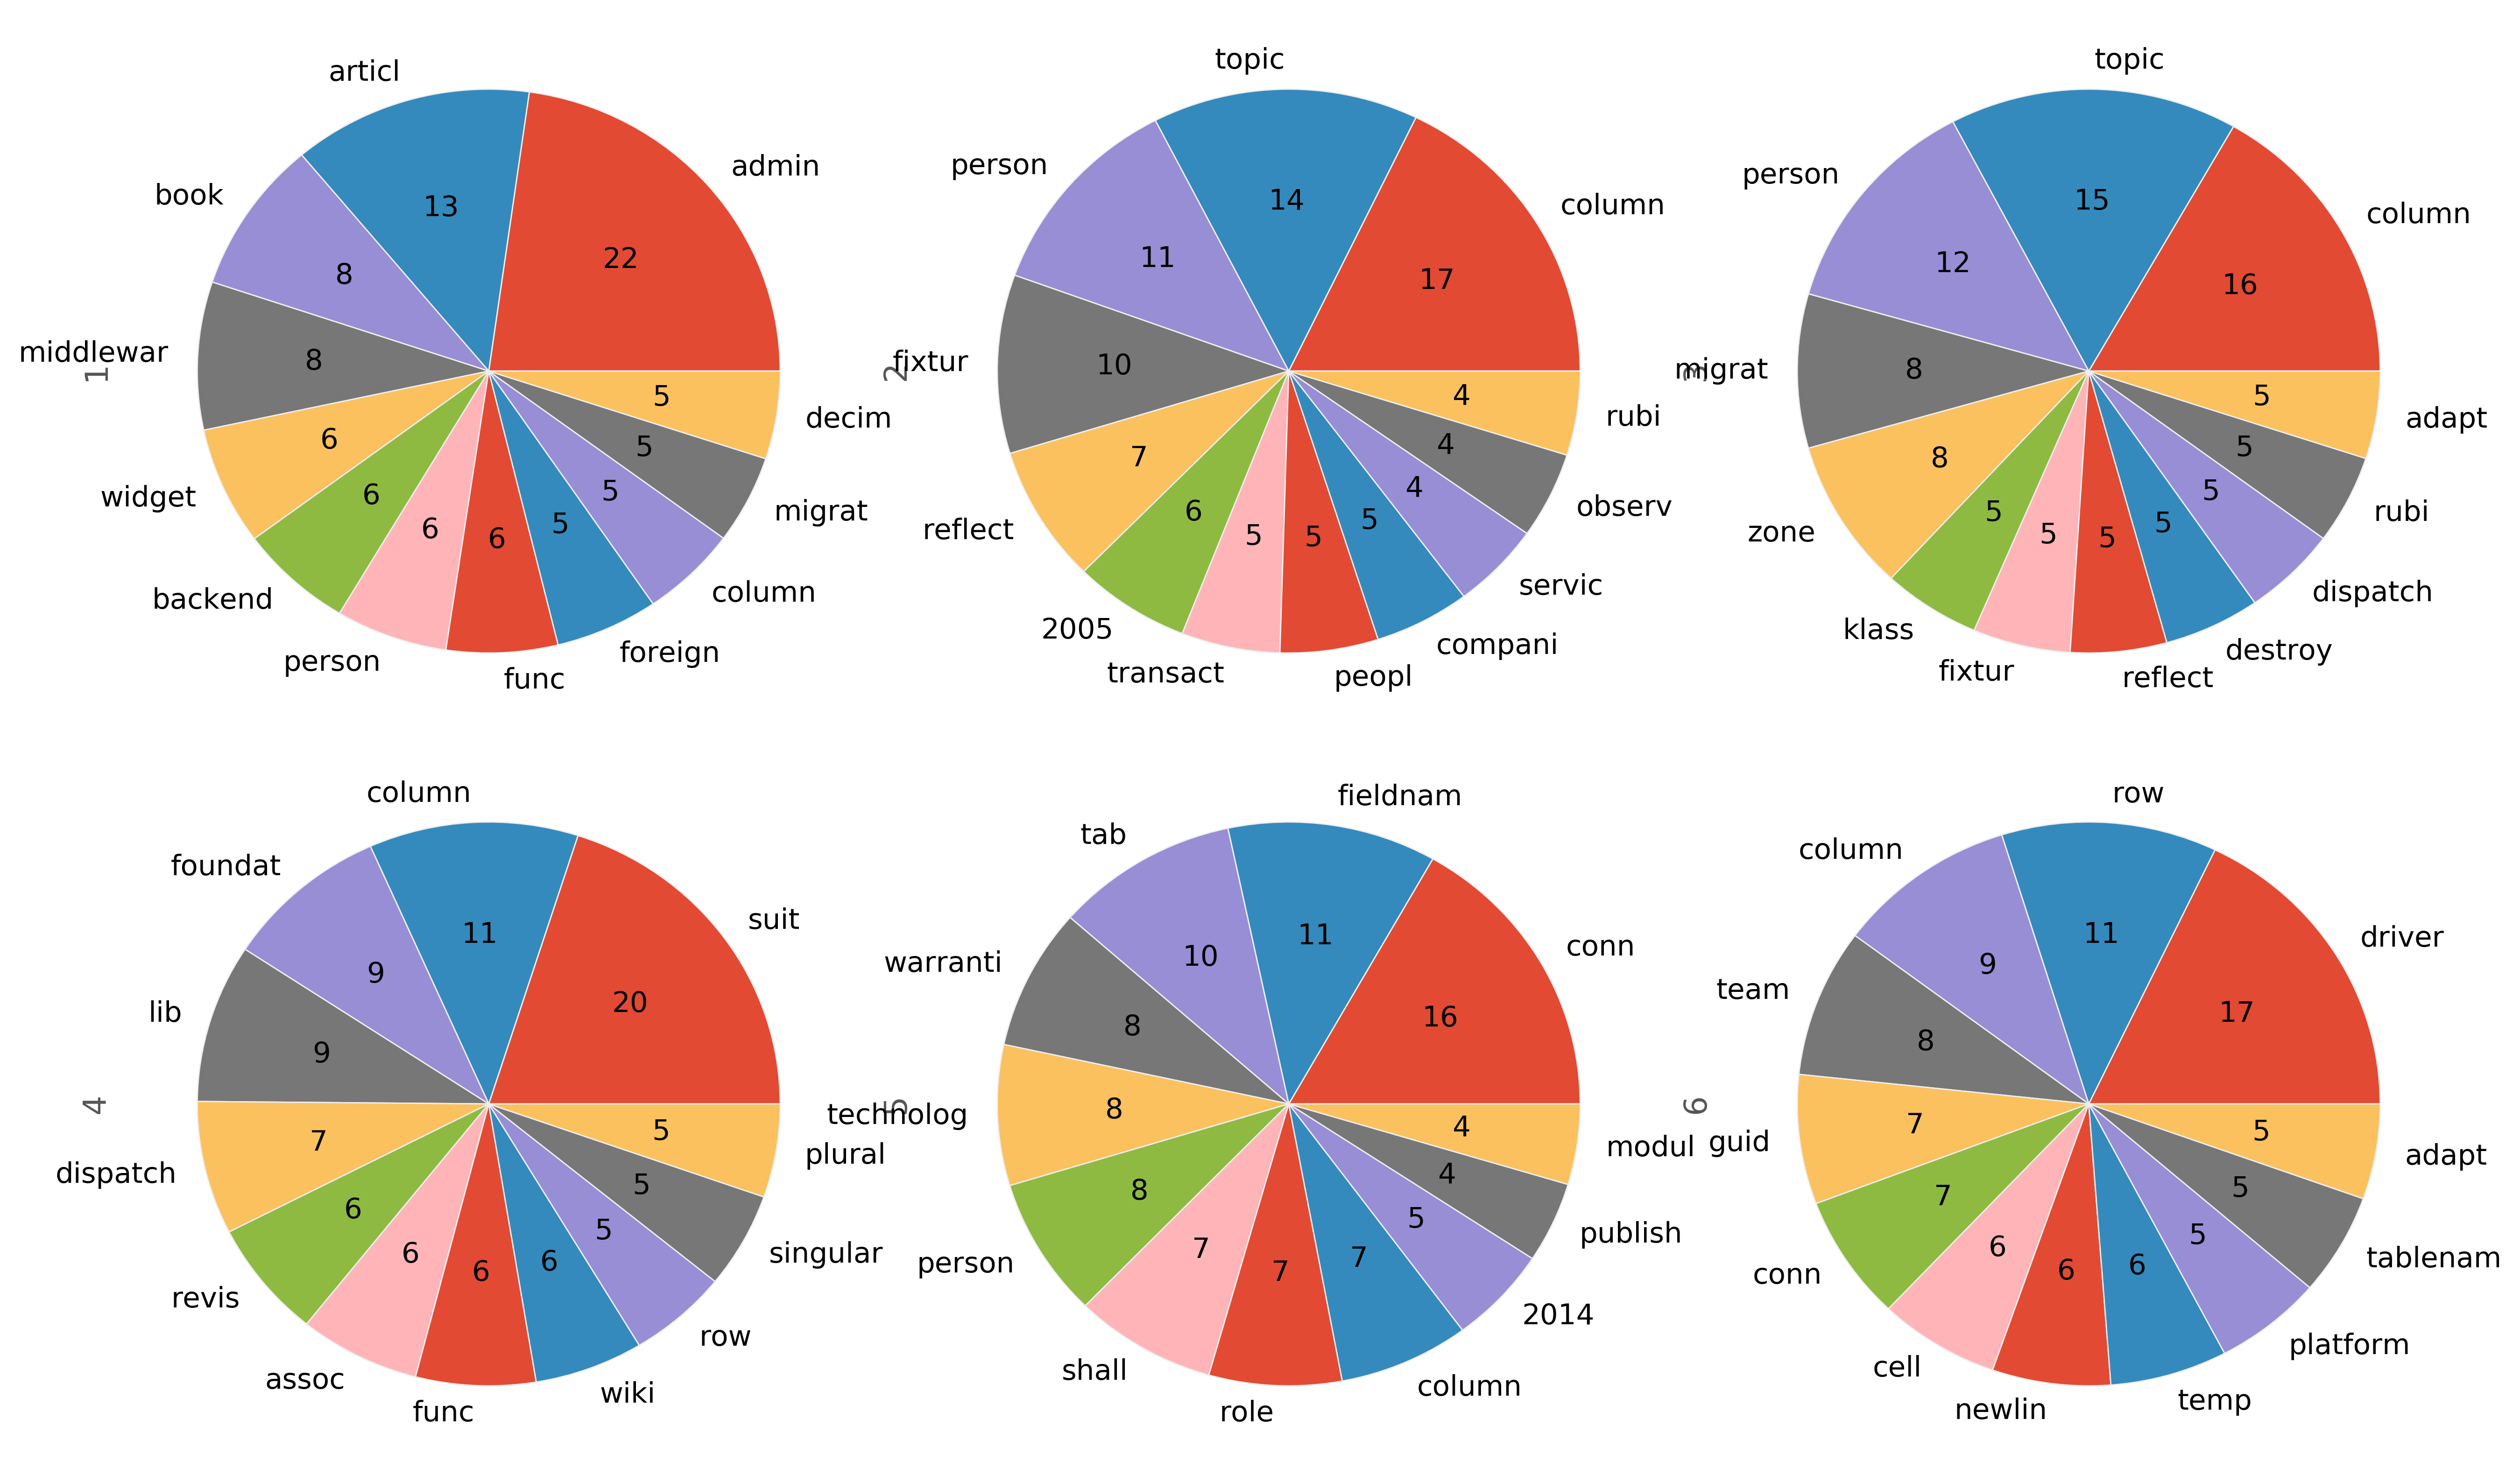 1
admin
22
articl
13
book
8
middlewar
8
widget
6
backend
6
person
6
func
6
foreign
5
column
5
migrat
5
decim
5
2
column
17
topic
14
person
11
fixtur
10
reflect
7
2005
6
transact
5
peopl
5
compani
5
servic
4
observ
4
rubi
4
3
column
16
topic
15
person
12
migrat
8
zone
8
klass
5
fixtur
5
reflect
5
destroy
5
dispatch
5
rubi
5
adapt
5
4
suit
20
column
11
foundat
9
lib
9
dispatch
7
revis
6
assoc
6
func
6
wiki
6
row
5
singular
5
plural
5
5
conn
16
fieldnam
11
tab
10
warranti
8
technolog
8
person
8
shall
7
role
7
column
7
2014
5
publish
4
modul
4
6
driver
17
row
11
column
9
team
8
guid
7
conn
7
cell
6
newlin
6
temp
6
platform
5
tablenam
5
adapt
5